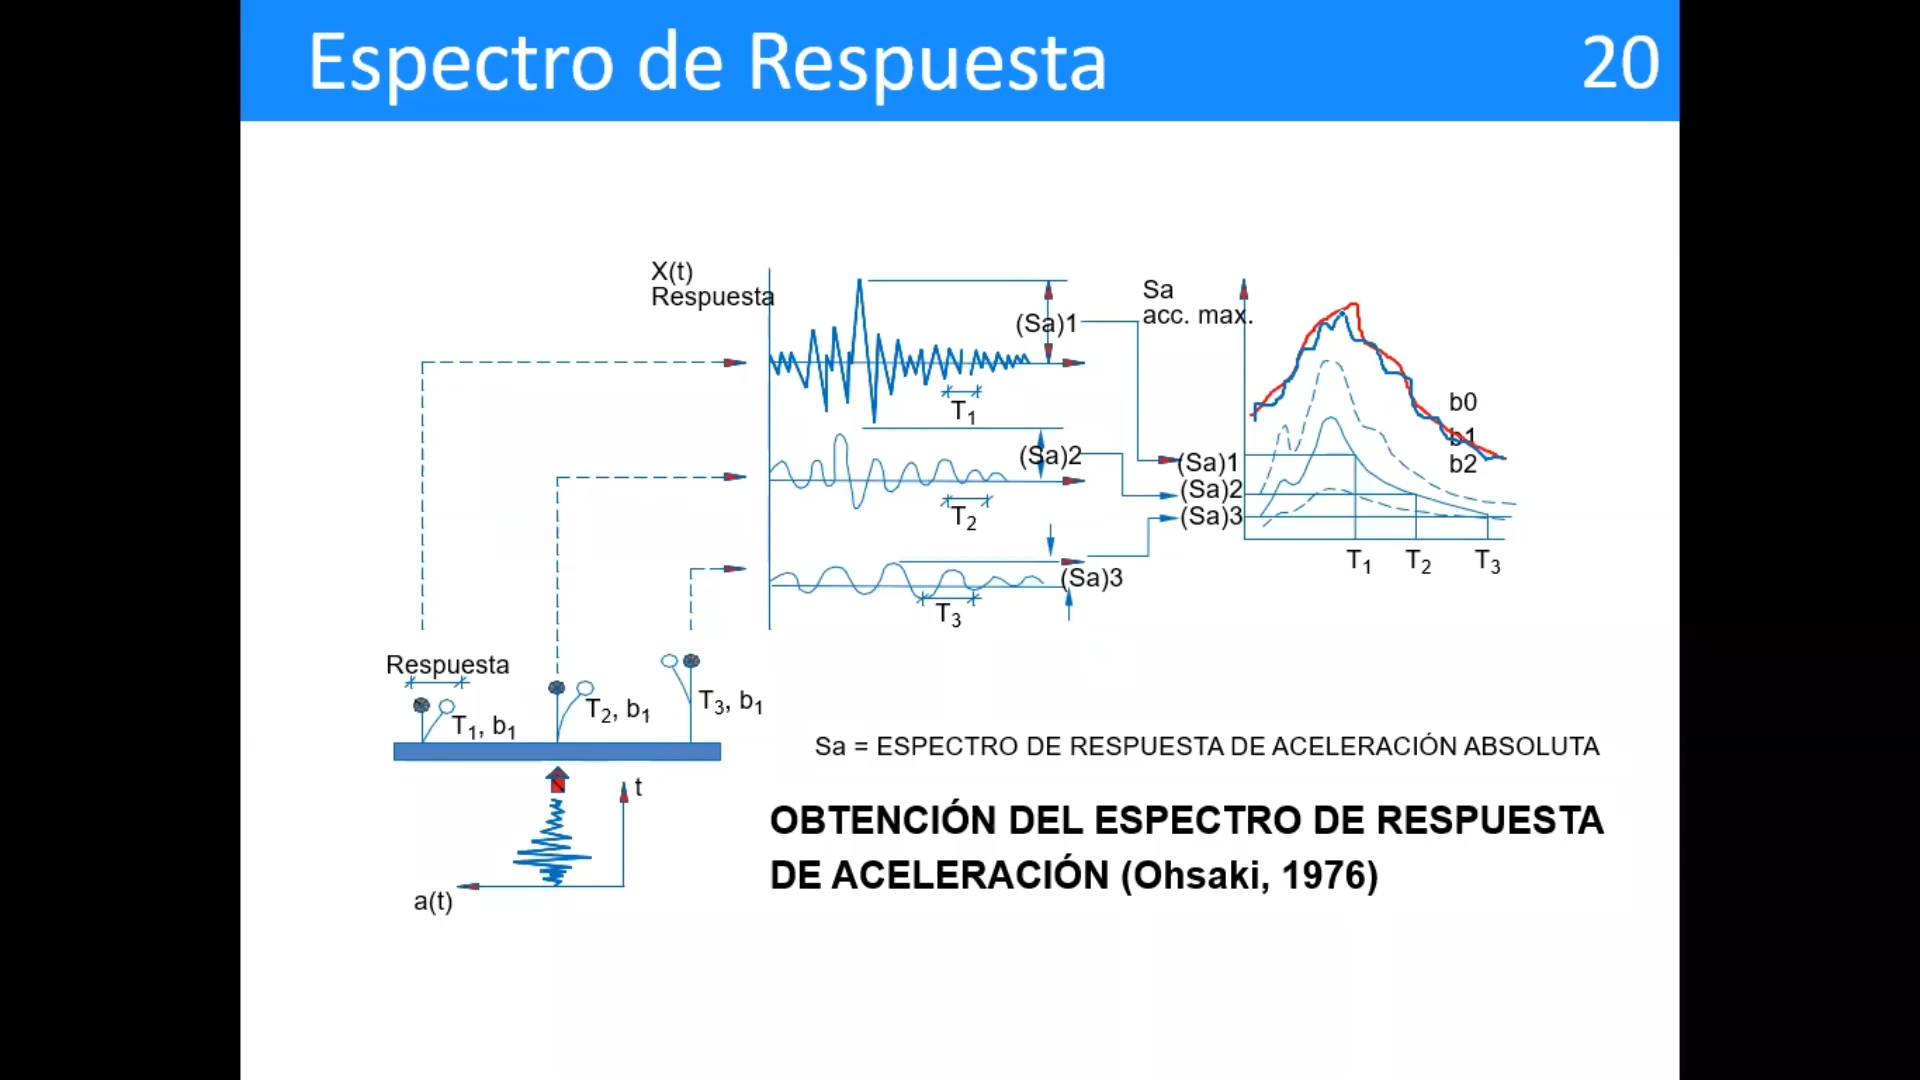 Espectro de Respuesta
20
X(t)
Respuesta
(Sa)1
T1
(Sa)2
T2
(Sa)3
T3
Sa
acc. max.
b0
b1
b2
(Sa)1
(Sa)2
(Sa)3
T1
T2
T3
Respuesta
T1, b1
T2, b1
T3, b1
t
a(t)
Sa = ESPECTRO DE RESPUESTA DE ACELERACIÓN ABSOLUTA
OBTENCIÓN DEL ESPECTRO DE RESPUESTA
DE ACELERACIÓN (Ohsaki, 1976)